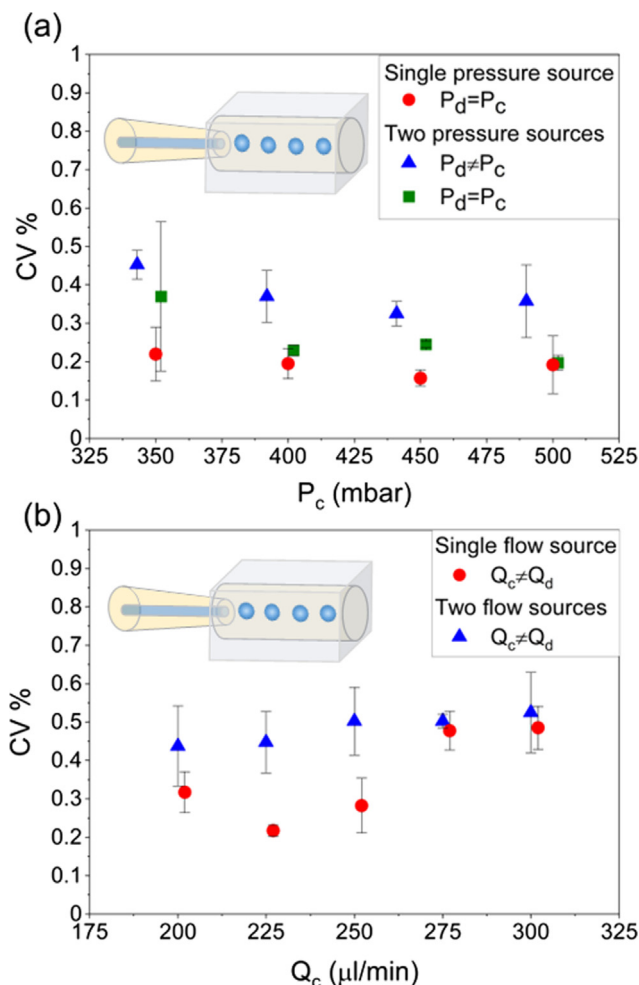 (a)
1
0.9
0.8
0.7
0.6
0.5
0.4
0.3
0.2
0.1
0
CV %
Single pressure source
Pd=Pc
Two pressure sources
Pd≠Pc
Pd=Pc
325 350 375 400 425 450 475 500 525
Pc (mbar)
(b)
1
0.9
0.8
0.7
0.6
0.5
0.4
0.3
0.2
0.1
0
CV %
Single flow source
Qc≠Qd
Two flow sources
Qc≠Qd
175 200 225 250 275 300 325
Qc (μl/min)